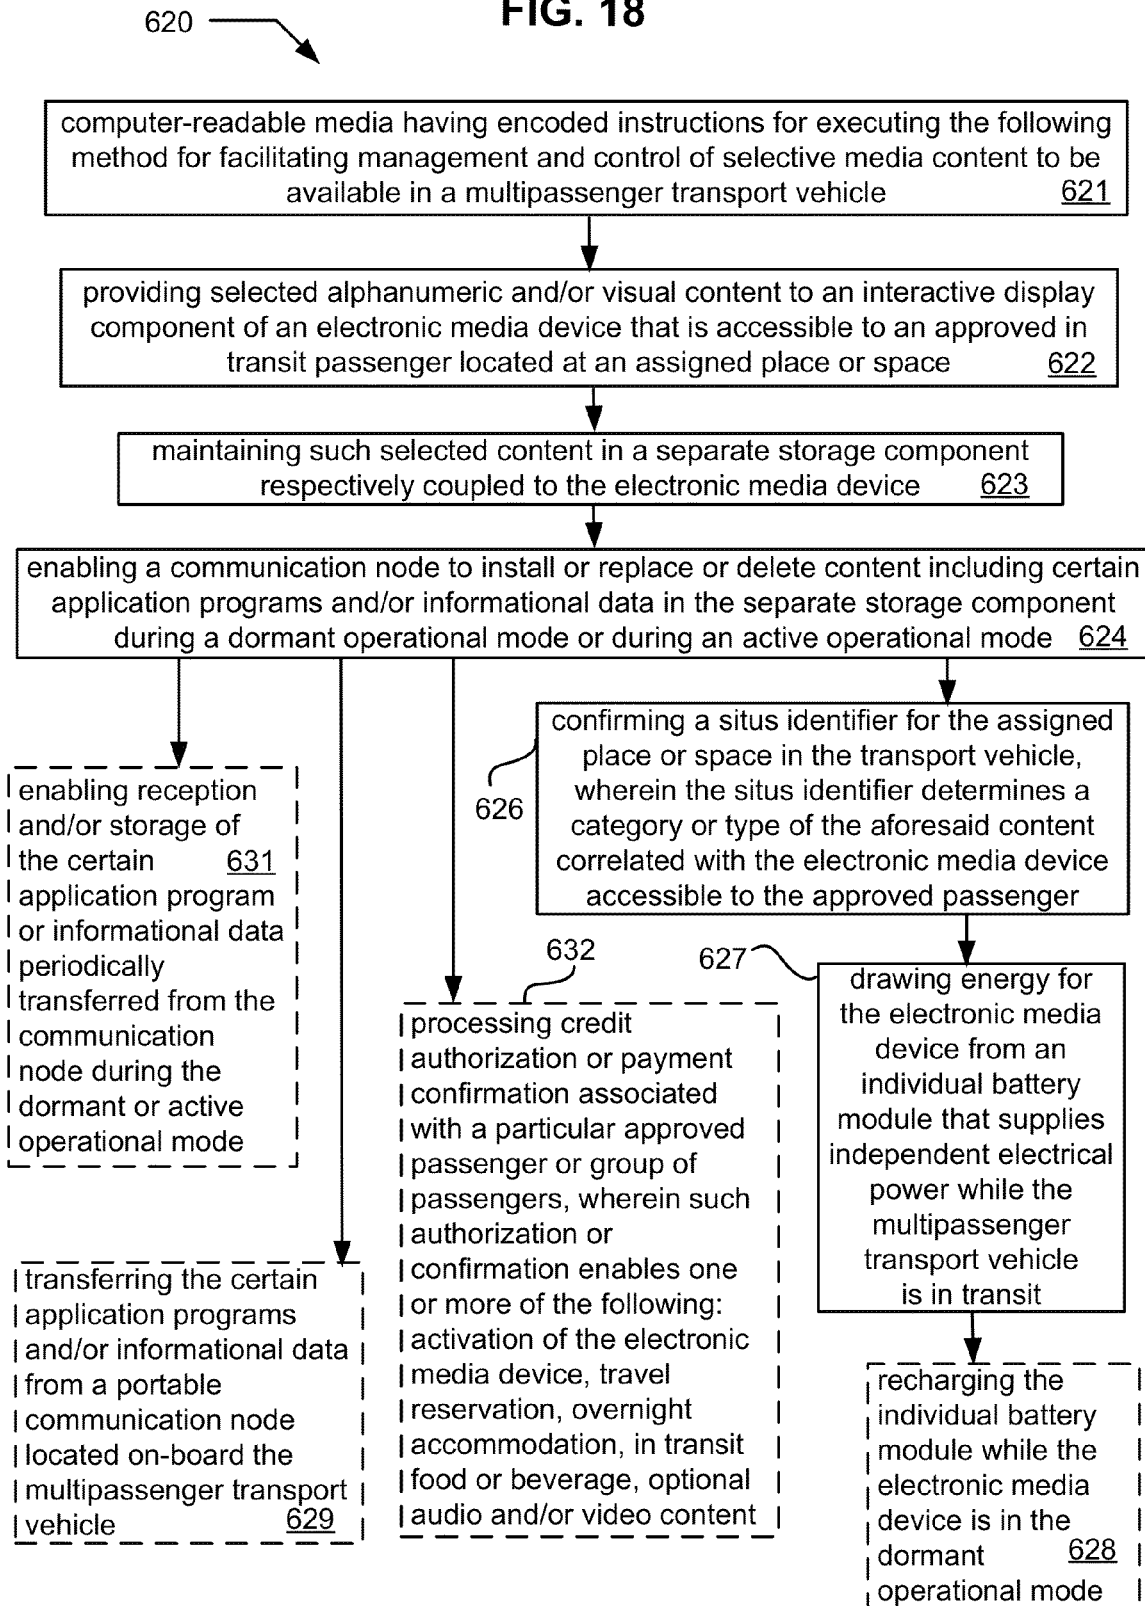 FIG. 18
620
computer-readable media having encoded instructions for executing the following
method for facilitating management and control of selective media content to be
available in a multipassenger transport vehicle 621
providing selected alphanumeric and/or visual content to an interactive display
component of an electronic media device that is accessible to an approved in
transit passenger located at an assigned place or space 622
maintaining such selected content in a separate storage component
respectively coupled to the electronic media device 623
enabling a communication node to install or replace or delete content including certain
application programs and/or informational data in the separate storage component
during a dormant operational mode or during an active operational mode 624
confirming a situs identifier for the assigned
place or space in the transport vehicle,
wherein the situs identifier determines a
category or type of the aforesaid content
correlated with the electronic media device
accessible to the approved passenger
626
enabling reception
and/or storage of
the certain 631
application program
or informational data
periodically
transferred from the
communication
node during the
dormant or active
operational mode
632
processing credit
authorization or payment
confirmation associated
with a particular approved
passenger or group of
passengers, wherein such
authorization or
confirmation enables one
or more of the following:
activation of the electronic
media device, travel
reservation, overnight
accommodation, in transit
food or beverage, optional
audio and/or video content
627
drawing energy for
the electronic media
device from an
individual battery
module that supplies
independent electrical
power while the
multipassenger
transport vehicle
is in transit
transferring the certain
application programs
and/or informational data
from a portable
communication node
located on-board the
multipassenger transport
vehicle 629
recharging the
individual battery
module while the
electronic media
device is in the
dormant 628
operational mode